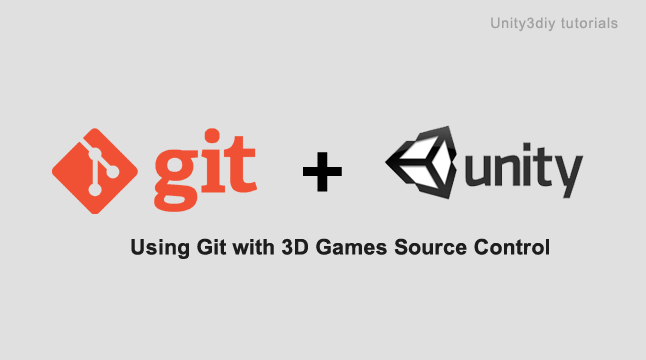 Unity3diy tutorials
git + unity
Using Git with 3D Games Source Control